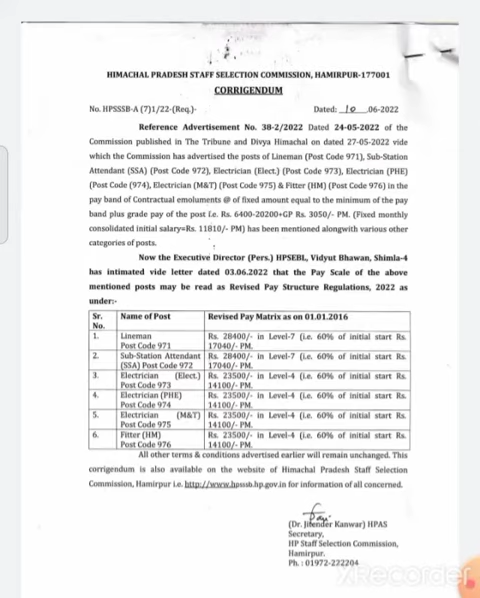 HIMACHAL PRADESH STAFF SELECTION COMMISSION, HAMIRPUR-177001
CORRIGENDUM
No. HPSSSB-A (7)1/22-(Req.)- Dated: 10 .06-2022
Reference Advertisement No. 38-2/2022 Dated 24-05-2022 of the
Commission published in The Tribune and Divya Himachal on dated 27-05-2022 vide
which the Commission has advertised the posts of Lineman (Post Code 971), Sub-Station
Attendant (SSA) (Post Code 972), Electrician (Elect.) (Post Code 973), Electrician (PHE)
(Post Code (974), Electrician (M&T) (Post Code 975) & Fitter (HM) (Post Code 976) in the
pay band of Contractual emoluments @ of fixed amount equal to the minimum of the pay
band plus grade pay of the post i.e. Rs. 6400-20200+GP Rs. 3050/- PM. (Fixed monthly
consolidated initial salary=Rs. 11810/- PM) has been mentioned alongwith various other
categories of posts.
Now the Executive Director (Pers.) HPSEBL, Vidyut Bhawan, Shimla-4
has intimated vide letter dated 03.06.2022 that the Pay Scale of the above
mentioned posts may be read as Revised Pay Structure Regulations, 2022 as
under:-
Sr. Name of Post Revised Pay Matrix as on 01.01.2016
No.
1. Lineman Rs. 28400/- in Level-7 (i.e. 60% of initial start Rs.
Post Code 971 17040/- PM.
2. Sub-Station Attendant Rs. 28400/- in Level-7 (i.e. 60% of initial start Rs.
(SSA) Post Code 972 17040/- PM.
3. Electrician (Elect.) Rs. 23500/- in Level-4 (i.e. 60% of initial start Rs.
Post Code 973 14100/- PM.
4. Electrician (PHE) Rs. 23500/- in Level-4 (i.e. 60% of initial start Rs.
Post Code 974 14100/- PM.
5. Electrician (M&T) Rs. 23500/- in Level-4 (i.e. 60% of initial start Rs.
Post Code 975 14100/- PM.
6. Fitter (HM) Rs. 23500/- in Level-4 (i.e. 60% of initial start Rs.
Post Code 976 14100/- PM.
All other terms & conditions advertised earlier will remain unchanged. This
corrigendum is also available on the website of Himachal Pradesh Staff Selection
Commission, Hamirpur i.e. http://www.hpsssb.hp.gov.in for information of all concerned.
(Dr. Jitender Kanwar) HPAS
Secretary,
HP Staff Selection Commission,
Hamirpur.
Ph. : 01972-222204
XRecorder